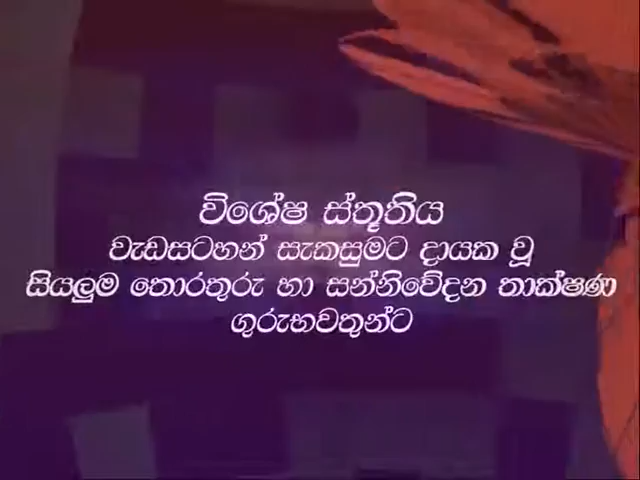 විශේෂ ස්තූතිය
වැඩසටහන් සැකසුමට දායක වූ
සියලුම තොරතුරු හා සන්නිවේදන තාක්ෂණ
ගුරුභවතුන්ට